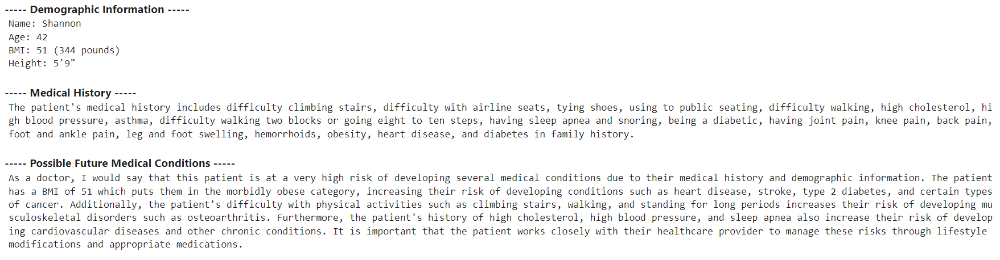 ----- Demographic Information -----
Name: Shannon
Age: 42
BMI: 51 (344 pounds)
Height: 5'9"
----- Medical History -----
The patient's medical history includes difficulty climbing stairs, difficulty with airline seats, tying shoes, using to public seating, difficulty walking, high cholesterol, hi
gh blood pressure, asthma, difficulty walking two blocks or going eight to ten steps, having sleep apnea and snoring, being a diabetic, having joint pain, knee pain, back pain,
foot and ankle pain, leg and foot swelling, hemorrhoids, obesity, heart disease, and diabetes in family history.
----- Possible Future Medical Conditions -----
As a doctor, I would say that this patient is at a very high risk of developing several medical conditions due to their medical history and demographic information. The patient
has a BMI of 51 which puts them in the morbidly obese category, increasing their risk of developing conditions such as heart disease, stroke, type 2 diabetes, and certain types
of cancer. Additionally, the patient's difficulty with physical activities such as climbing stairs, walking, and standing for long periods increases their risk of developing mu
sculoskeletal disorders such as osteoarthritis. Furthermore, the patient's history of high cholesterol, high blood pressure, and sleep apnea also increase their risk of develop
ing cardiovascular diseases and other chronic conditions. It is important that the patient works closely with their healthcare provider to manage these risks through lifestyle
modifications and appropriate medications.